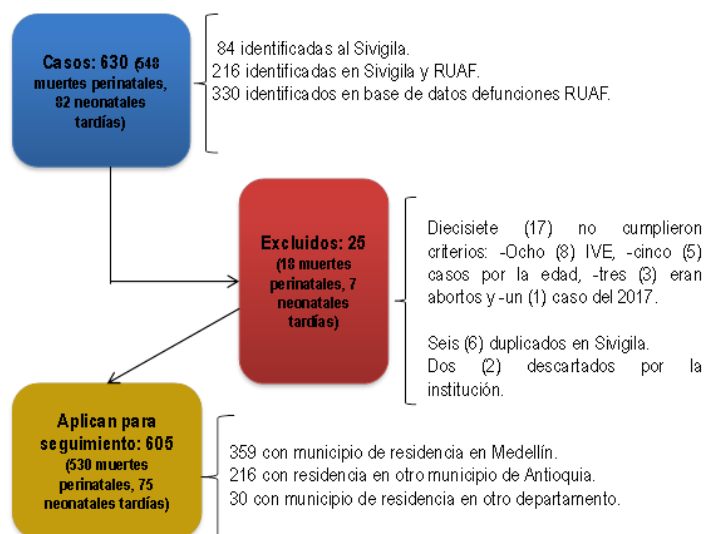 Casos: 630 (548
muertes perinatales,
82 neonatales
tardías)
84 identificadas al Sivigila.
216 identificadas en Sivigila y RUAF.
330 identificados en base de datos defunciones RUAF.
Excluidos: 25
(18 muertes
perinatales, 7
neonatales
tardías)
Diecisiete (17) no cumplieron
criterios: -Ocho (8) IVE, -cinco (5)
casos por la edad, -tres (3) eran
abortos y -un (1) caso del 2017.
Seis (6) duplicados en Sivigila.
Dos (2) descartados por la
institución.
Aplican para
seguimiento: 605
(530 muertes
perinatales, 75
neonatales tardías)
359 con municipio de residencia en Medellín.
216 con residencia en otro municipio de Antioquia.
30 con municipio de residencia en otro departamento.